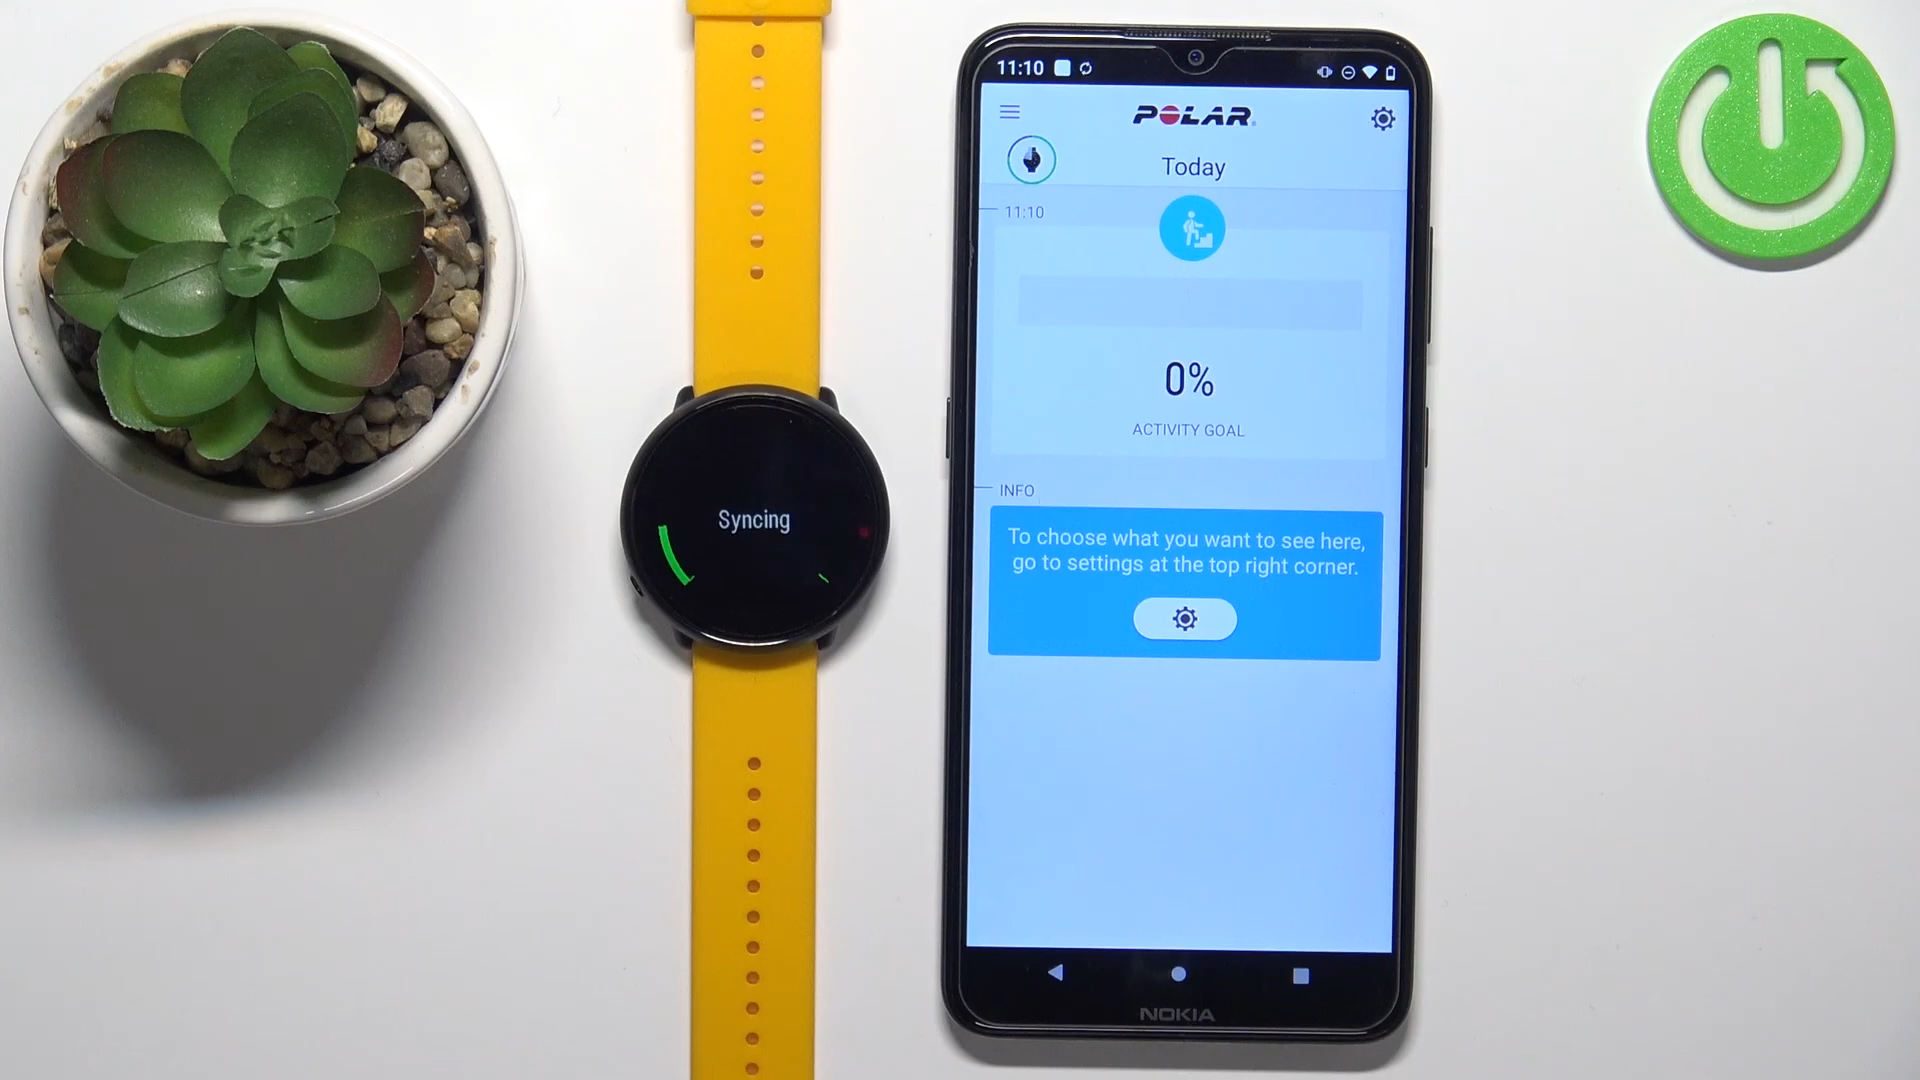 Syncing
11:10
POLAR
Today
11:10
0%
ACTIVITY GOAL
INFO
To choose what you want to see here,
go to settings at the top right corner.
NOKIA